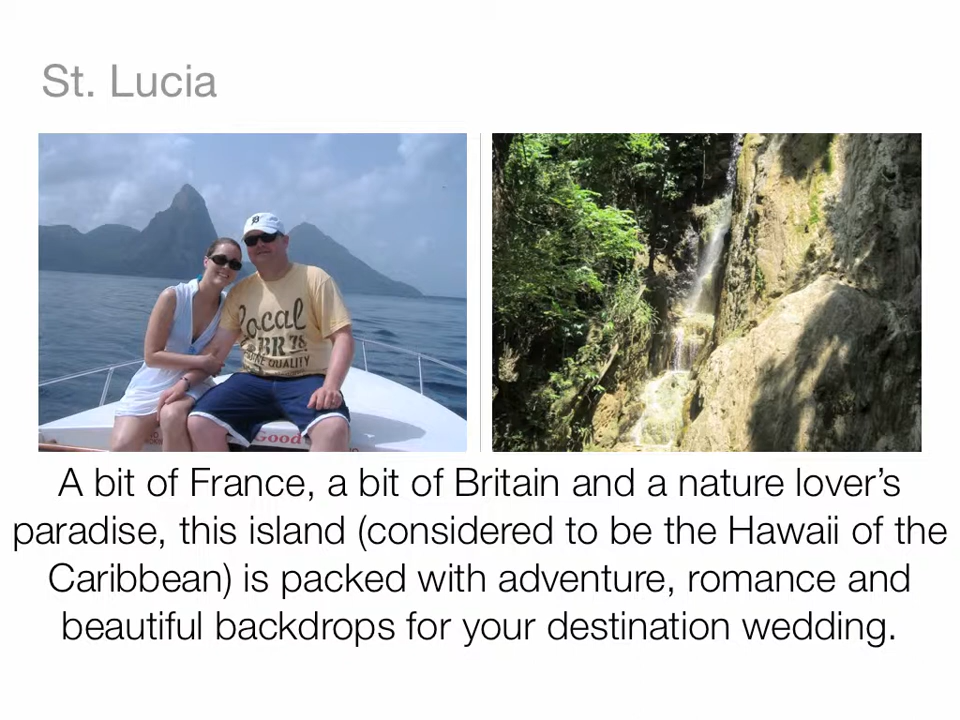 St. Lucia
local
BR 78
QUALITY
Good
A bit of France, a bit of Britain and a nature lover’s
paradise, this island (considered to be the Hawaii of the
Caribbean) is packed with adventure, romance and
beautiful backdrops for your destination wedding.